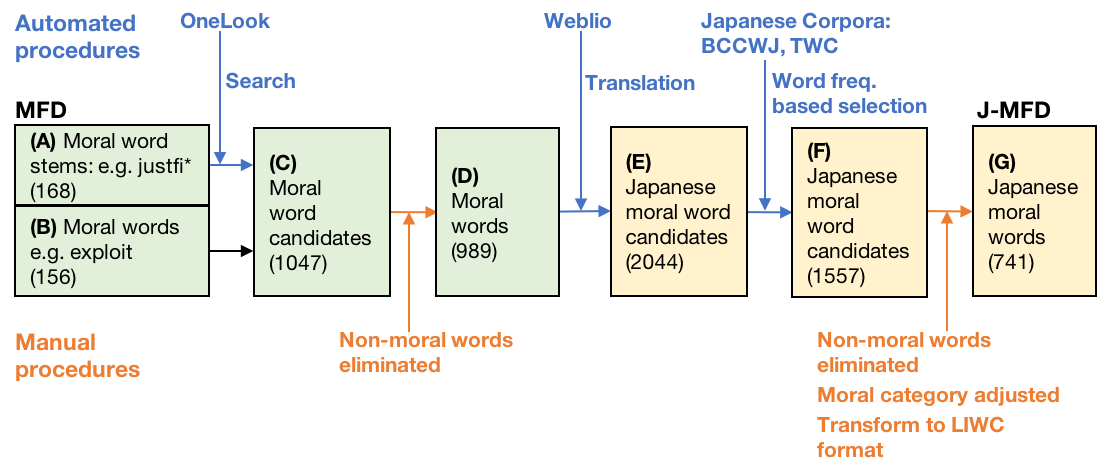 Automated
procedures
OneLook
Search
Weblio
Translation
Japanese Corpora:
BCCWJ, TWC
Word freq.
based selection
MFD
(A) Moral word
stems: e.g. justfi*
(168)
(B) Moral words
e.g. exploit
(156)
(C)
Moral
word
candidates
(1047)
(D)
Moral
words
(989)
(E)
Japanese
moral word
candidates
(2044)
(F)
Japanese
moral
word
candidates
(1557)
J-MFD
(G)
Japanese
moral
words
(741)
Manual
procedures
Non-moral words
eliminated
Non-moral words
eliminated
Moral category adjusted
Transform to LIWC
format